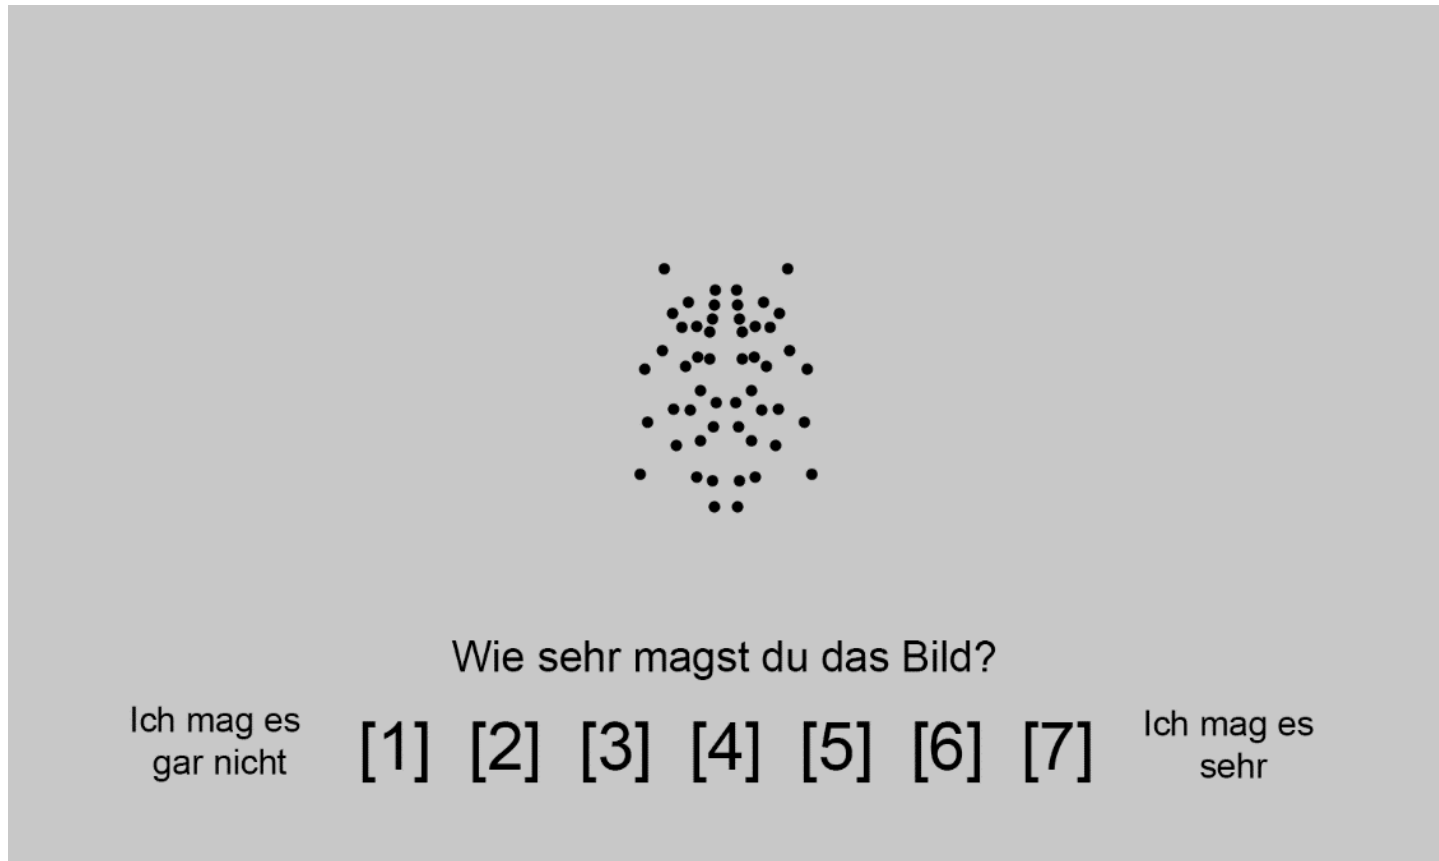 Wie sehr magst du das Bild?
Ich mag es
gar nicht
[1] [2] [3] [4] [5] [6] [7]
Ich mag es
sehr